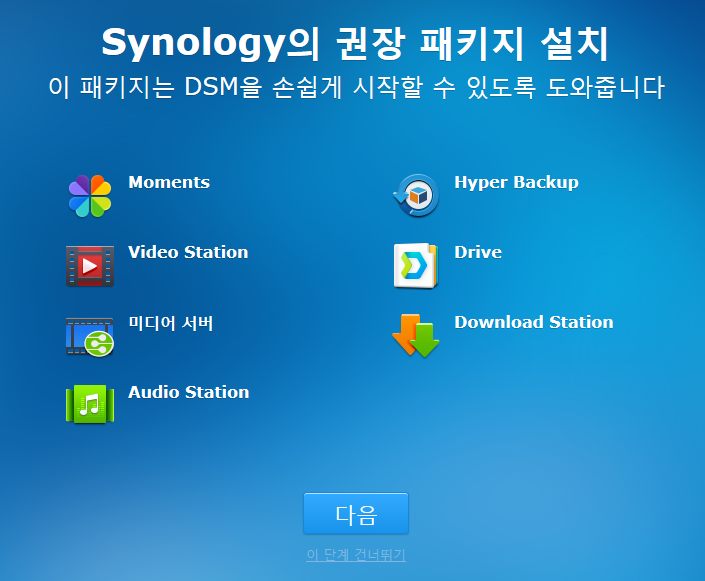 Synology의 권장 패키지 설치
이 패키지는 DSM을 손쉽게 시작할 수 있도록 도와줍니다
Moments
Hyper Backup
Video Station
Drive
미디어 서버
Download Station
Audio Station
다음
이 단계 건너뛰기